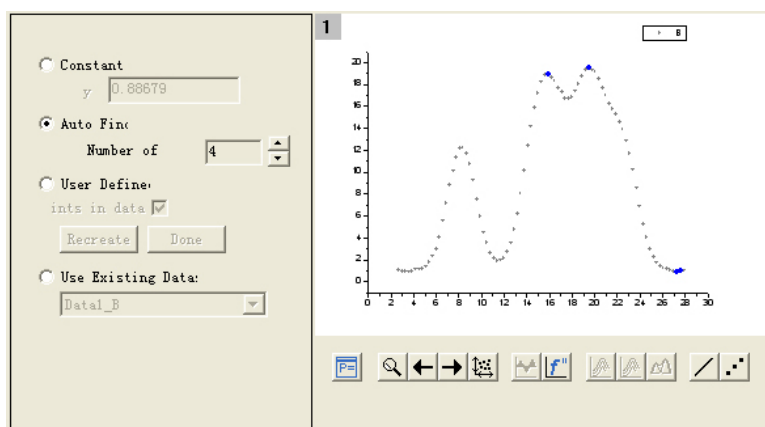 Constant
y 0.88679
Auto Find
Number of 4
User Define
ints in data
Recreate Done
Use Existing Data:
Data1_B
1
B
20
18
16
14
12
10
8
6
4
2
0
0 2 4 6 8 10 12 14 16 18 20 22 24 26 28 30
P=
f"